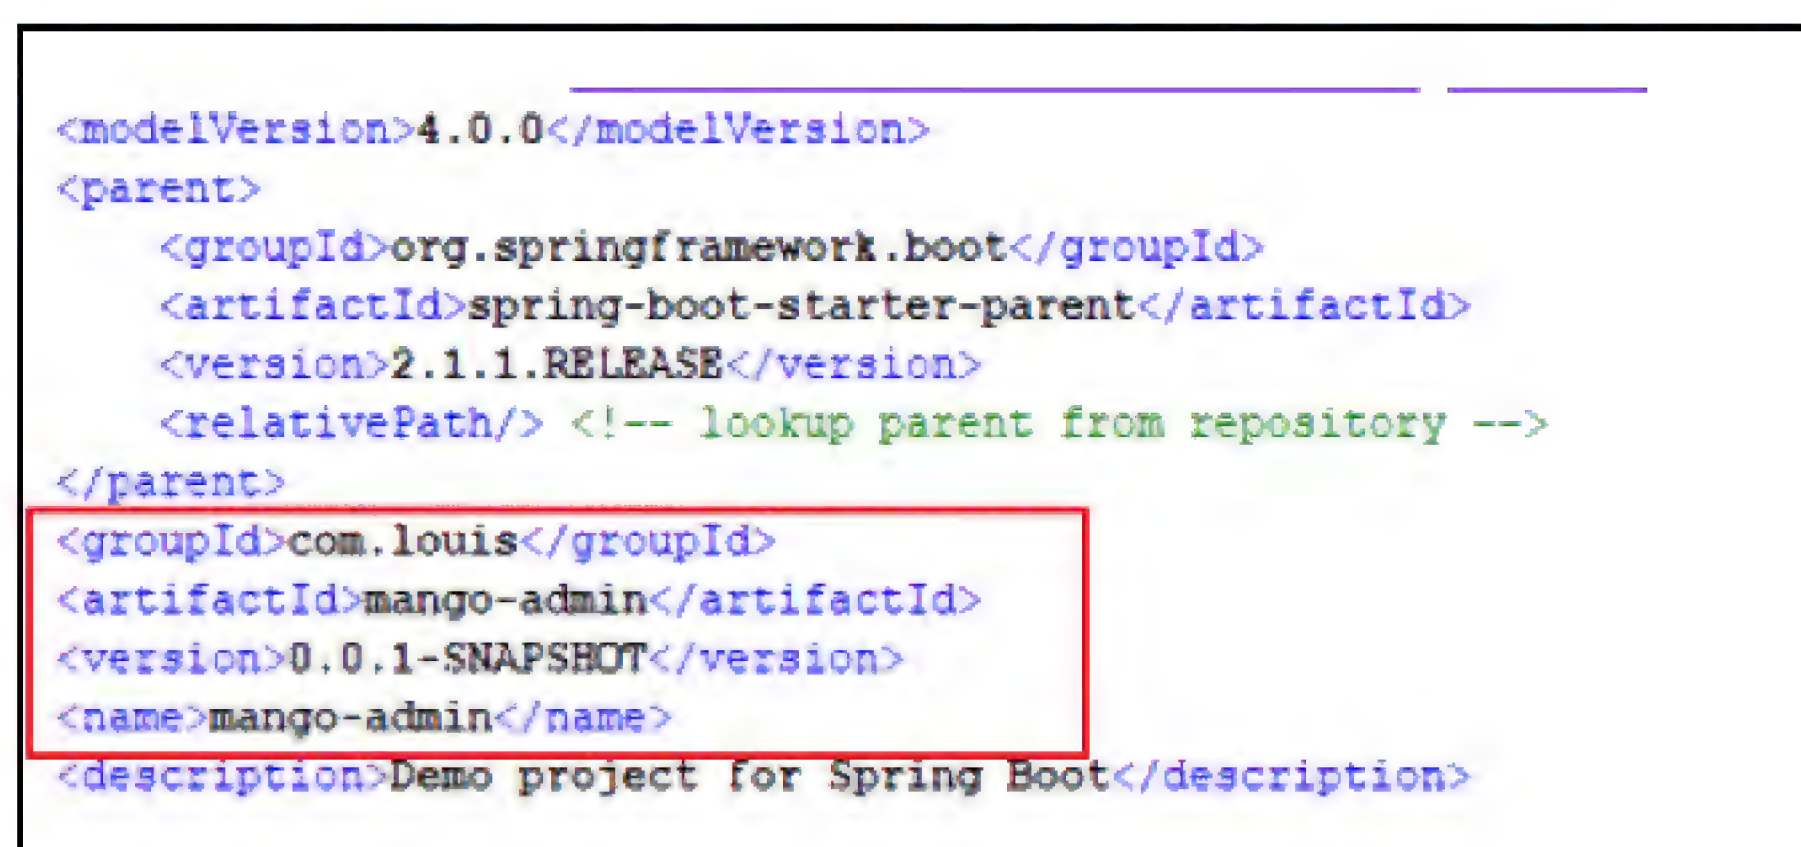 <modelVersion>4.0.0</modelVersion>
<parent>
<groupId>org.springframework.boot</groupId>
<artifactId>spring-boot-starter-parent</artifactId>
<version>2.1.1.RELEASE</version>
<relativePath/> <!-- lookup parent from repository -->
</parent>
<groupId>com.louis</groupId>
<artifactId>mango-admin</artifactId>
<version>0.0.1-SNAPSHOT</version>
<name>mango-admin</name>
<description>Demo project for Spring Boot</description>